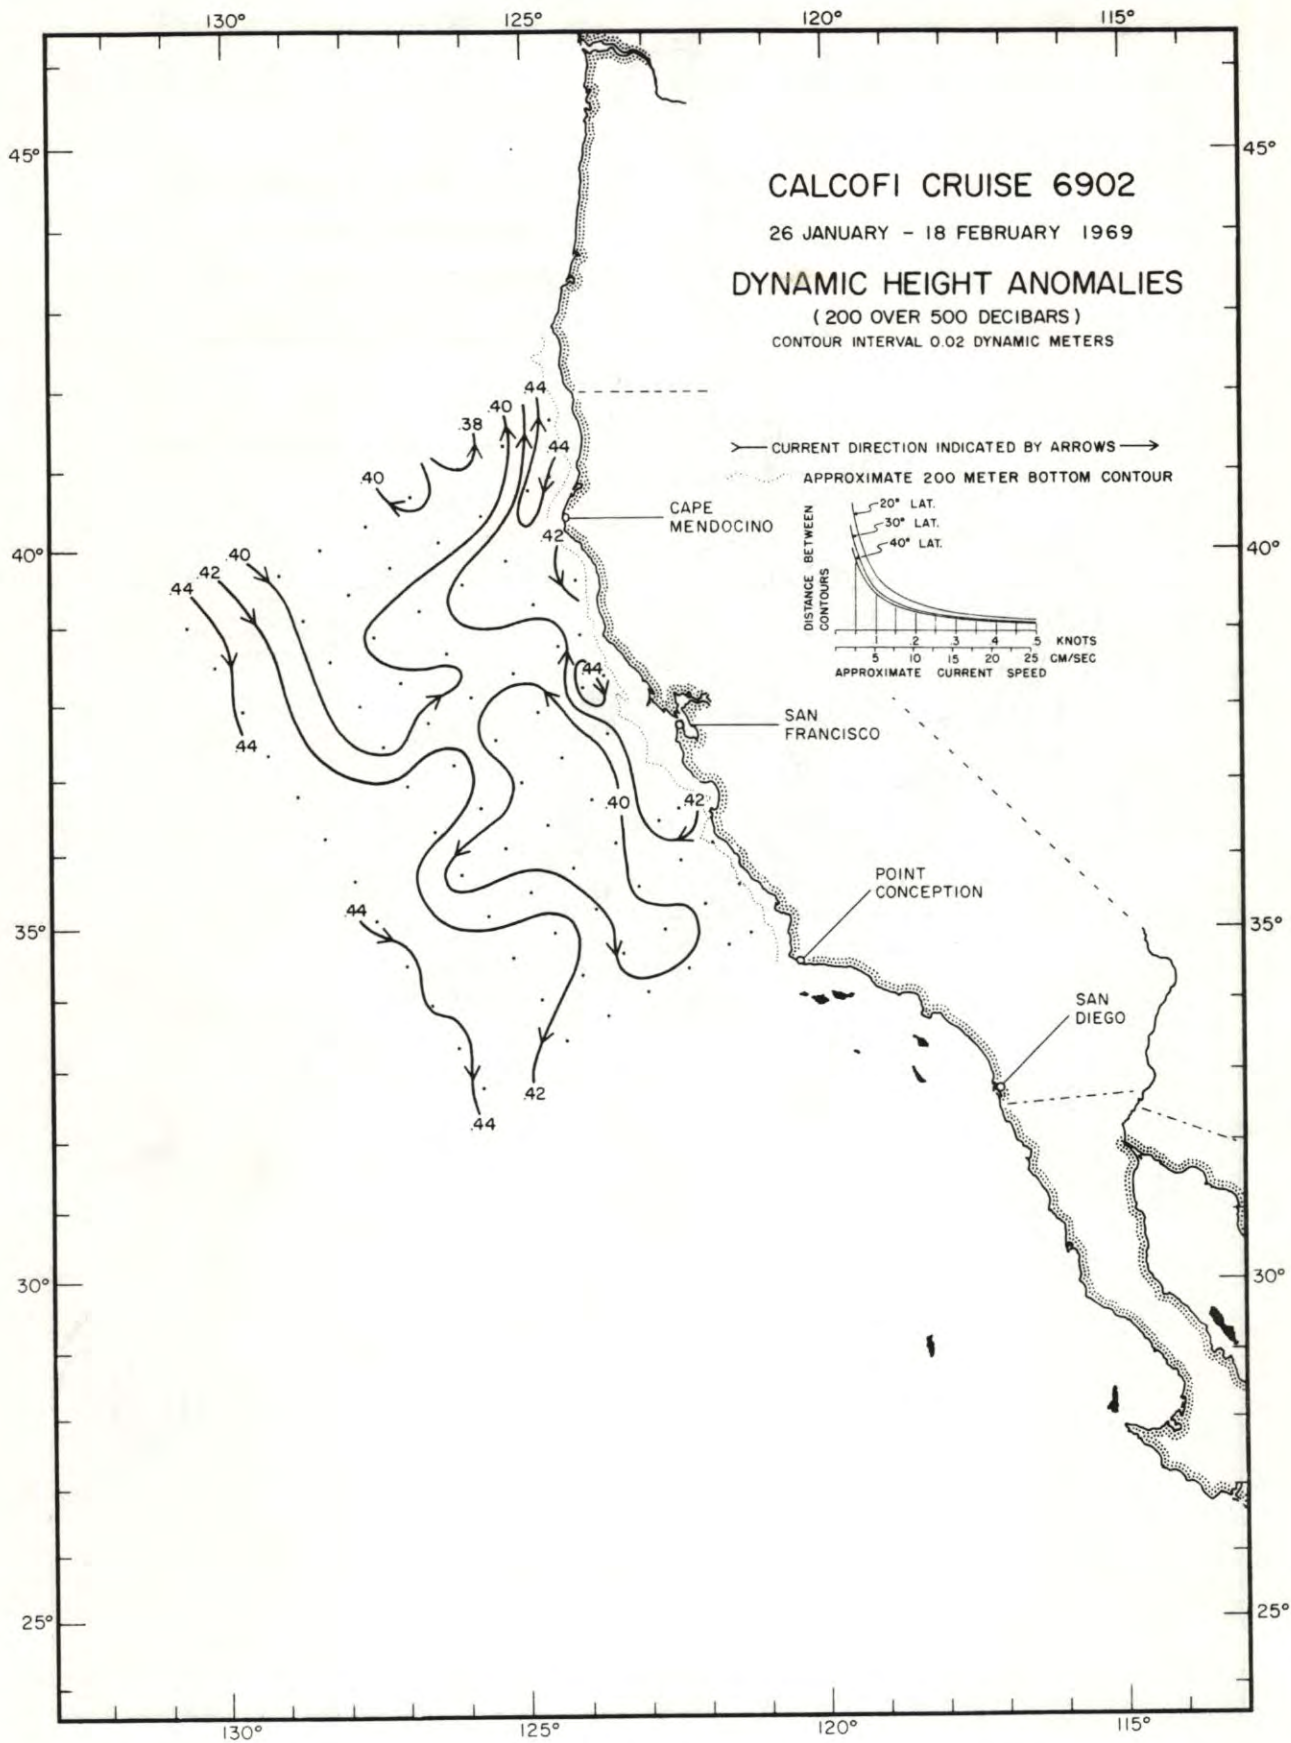 130° 125° 120° 115°
45° 45°
CALCOFI CRUISE 6902
26 JANUARY – 18 FEBRUARY 1969
DYNAMIC HEIGHT ANOMALIES
(200 OVER 500 DECIBARS)
CONTOUR INTERVAL 0.02 DYNAMIC METERS
.44
.40
.38
.44
.40
CURRENT DIRECTION INDICATED BY ARROWS
APPROXIMATE 200 METER BOTTOM CONTOUR
CAPE
MENDOCINO
DISTANCE BETWEEN
CONTOURS
20° LAT.
30° LAT.
40° LAT.
.1 .2 .3 .4 .5 KNOTS
5 10 15 20 25 CM/SEC
APPROXIMATE CURRENT SPEED
40° 40°
.42
.40
.42
.44
.44
SAN
FRANCISCO
.44
.40
.42
POINT
CONCEPTION
.44
35° 35°
SAN
DIEGO
.42
.44
30° 30°
25° 25°
130° 125° 120° 115°